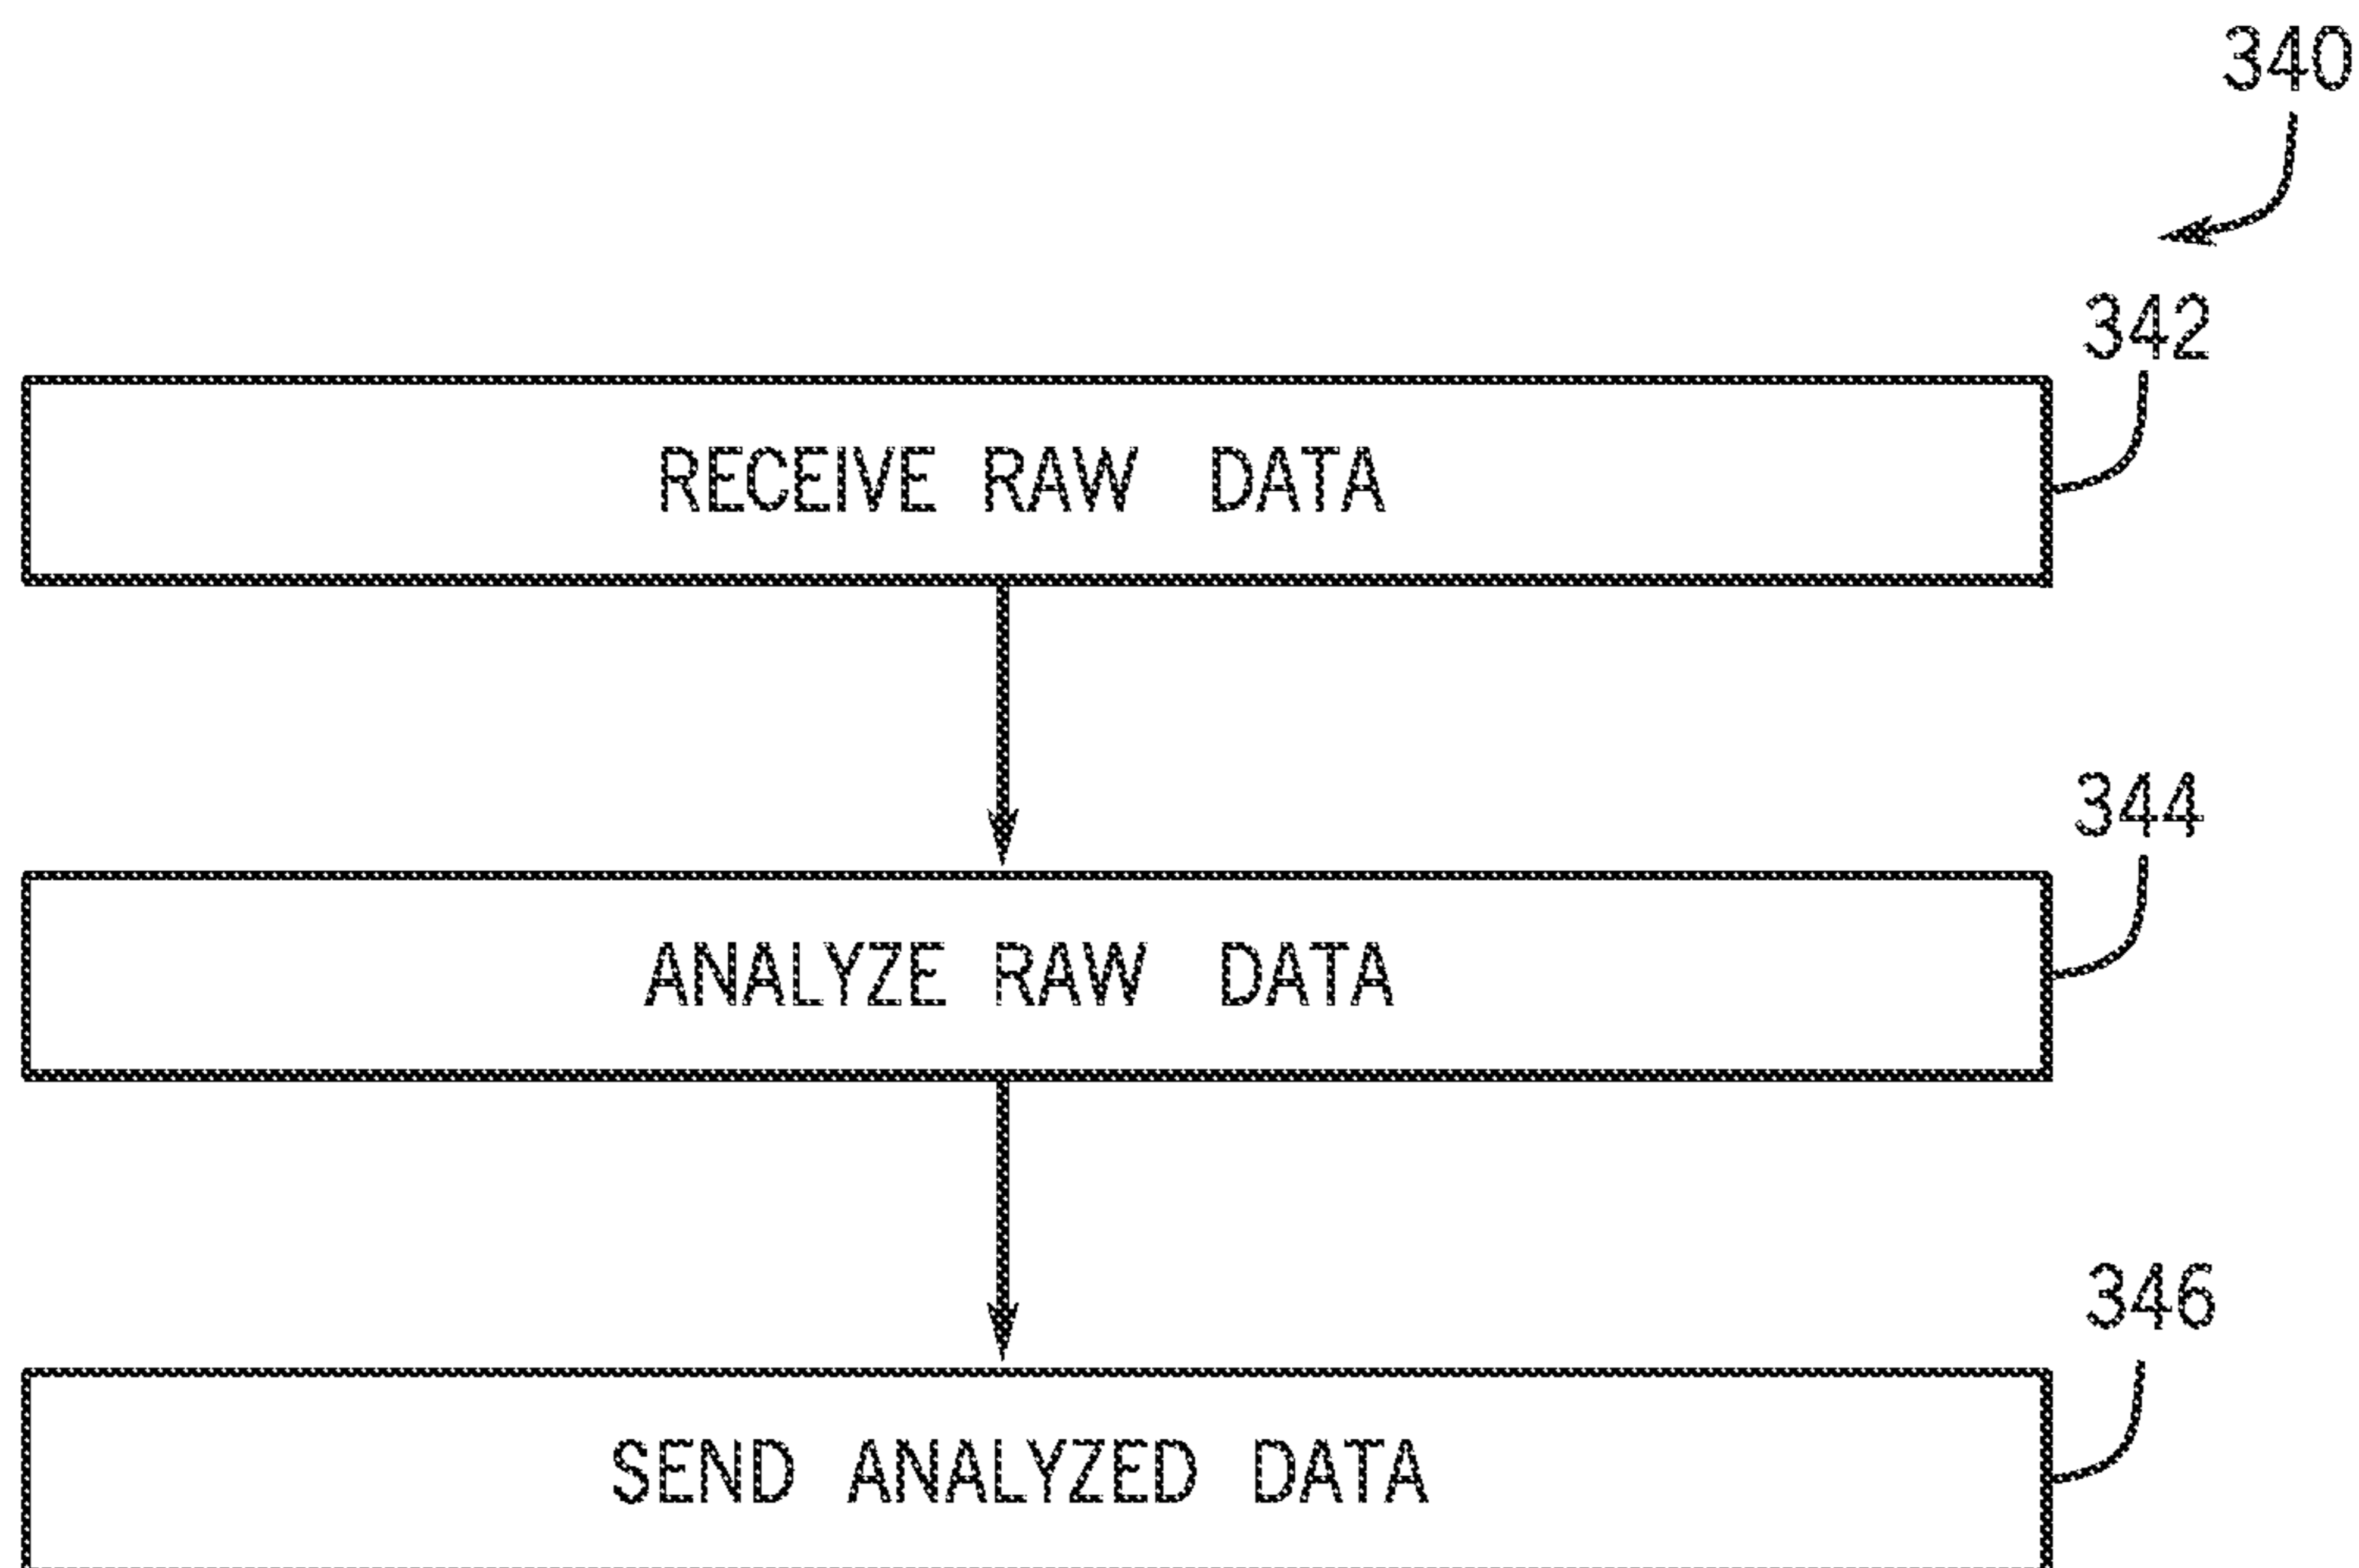 340
342
RECEIVE RAW DATA
344
ANALYZE RAW DATA
346
SEND ANALYZED DATA